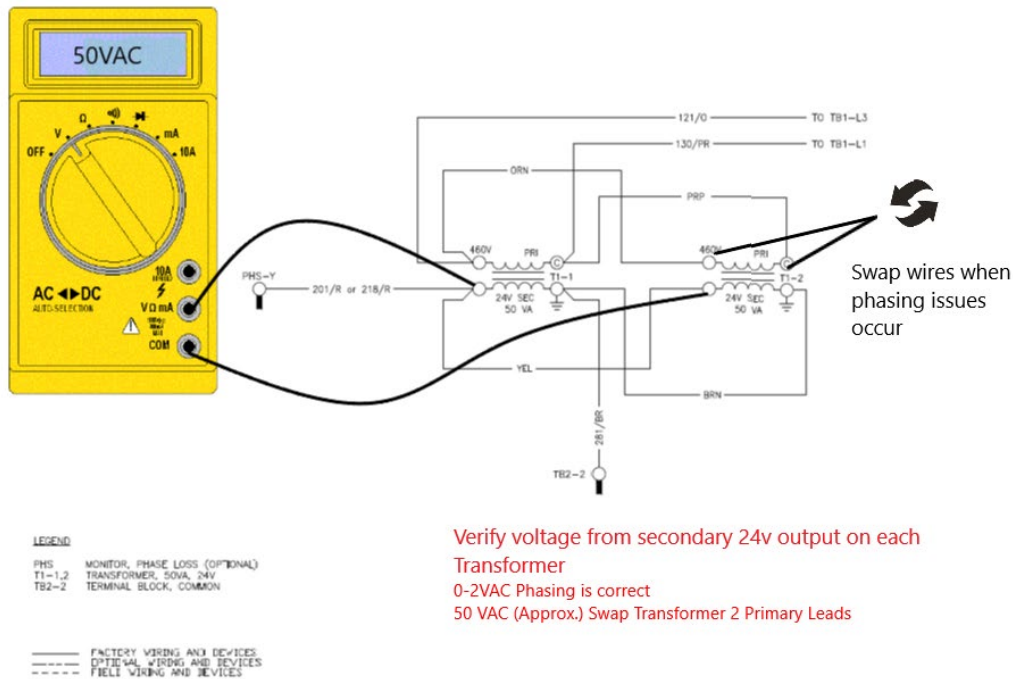 50VAC
Ω
V
mA
OFF
10A
10A
AC ◄►DC
AUTO-SELECTION
V Ω mA
COM
121/O
TO TB1-L3
130/PR
TO TB1-L1
ORN
PRP
460V
PRI
C
T1-1
460V
PRI
C
T1-2
PHS-Y
201/R or 218/R
24V SEC
50 VA
24V SEC
50 VA
Swap wires when
phasing issues
occur
YEL
BRN
281/BR
TB2-2
LEGEND
PHS MONITOR, PHASE LOSS (OPTIONAL)
T1-1,2 TRANSFORMER, 50VA, 24V
TB2-2 TERMINAL BLOCK, COMMON
FACTORY WIRING AND DEVICES
OPTIONAL WIRING AND DEVICES
FIELD WIRING AND DEVICES
Verify voltage from secondary 24v output on each
Transformer
0-2VAC Phasing is correct
50 VAC (Approx.) Swap Transformer 2 Primary Leads